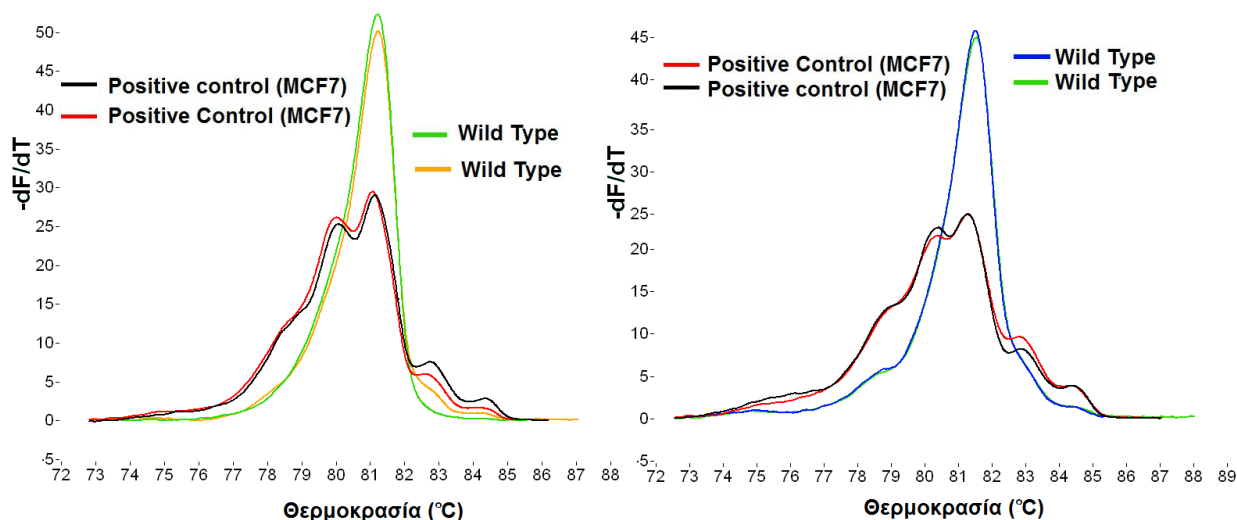 50-
45-
40-
35-
30-
25-
20-
15-
10-
5-
0-
-5-
-dF/dT
Positive control (MCF7)
Positive Control (MCF7)
Wild Type
Wild Type
72 73 74 75 76 77 78 79 80 81 82 83 84 85 86 87 88
Θερμοκρασία (℃)
45-
40-
35-
30-
25-
20-
15-
10-
5-
0-
-5-
-dF/dT
Positive Control (MCF7)
Positive control (MCF7)
Wild Type
Wild Type
72 73 74 75 76 77 78 79 80 81 82 83 84 85 86 87 88 89
Θερμοκρασία (℃)